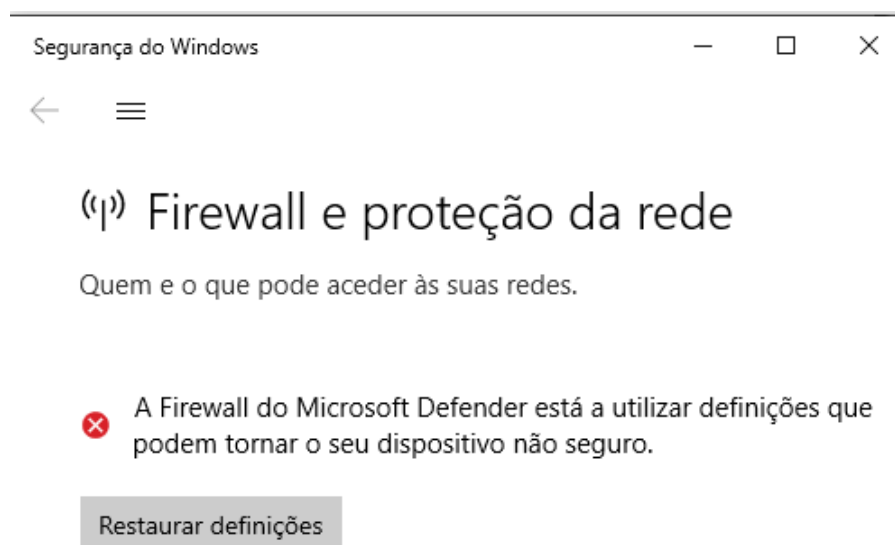 Segurança do Windows
Firewall e proteção da rede
Quem e o que pode aceder às suas redes.
A Firewall do Microsoft Defender está a utilizar definições que
podem tornar o seu dispositivo não seguro.
Restaurar definições